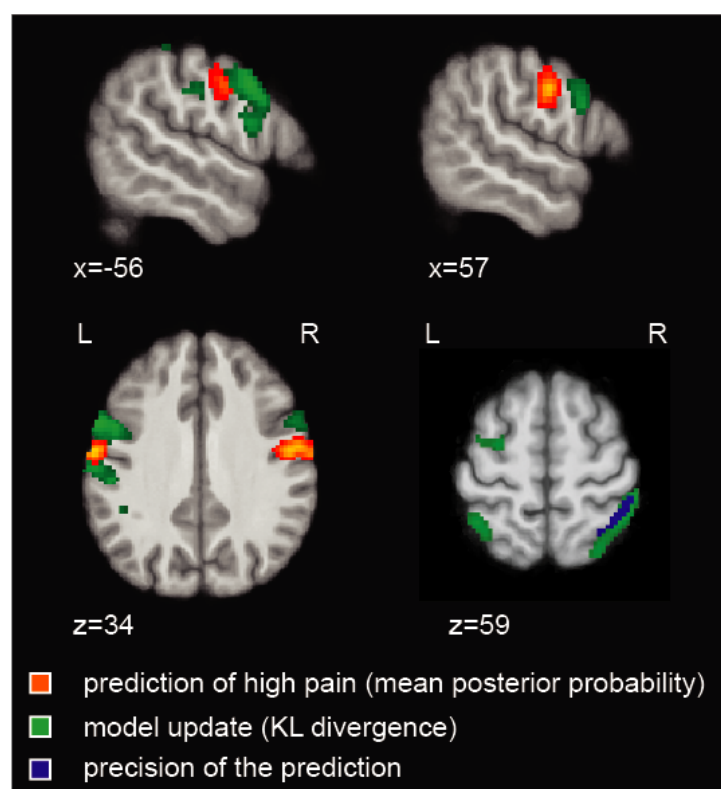 x=-56
x=57
L
R
L
R
z=34
z=59
prediction of high pain (mean posterior probability)
model update (KL divergence)
precision of the prediction